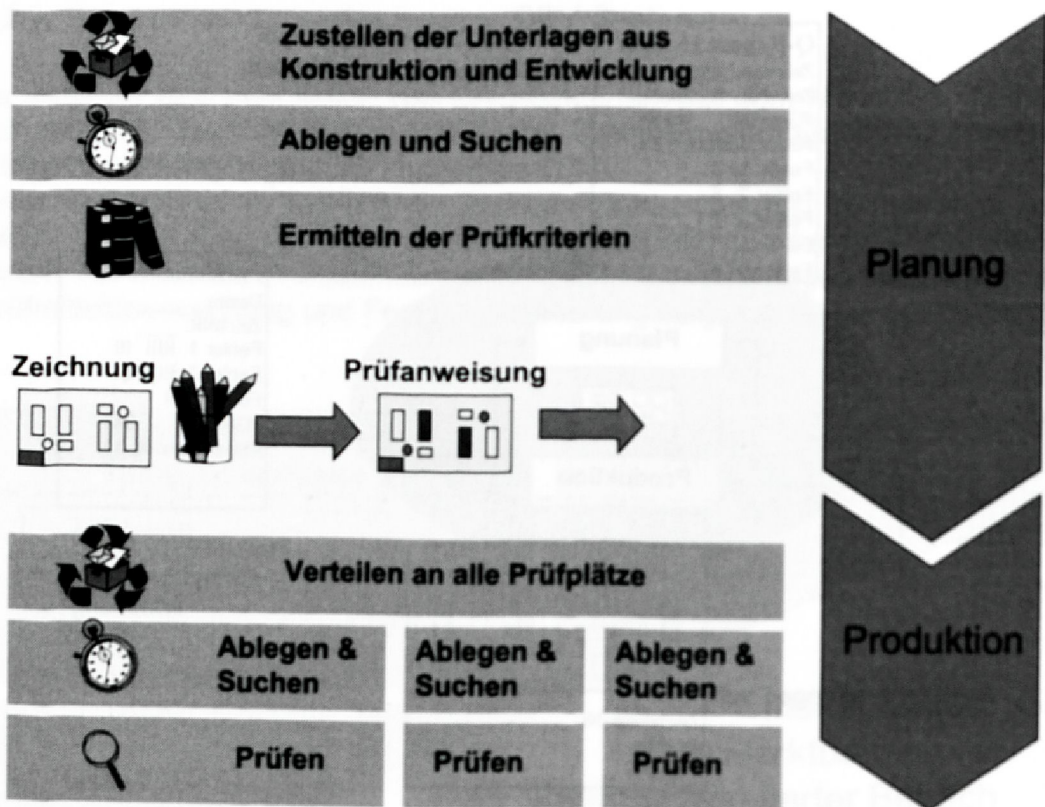 Zustellen der Unterlagen aus
Konstruktion und Entwicklung
Ablegen und Suchen
Ermitteln der Prüfkriterien
Planung
Zeichnung
Prüfanweisung
Verteilen an alle Prüfplätze
Ablegen &
Suchen
Ablegen &
Suchen
Ablegen &
Suchen
Produktion
Prüfen
Prüfen
Prüfen